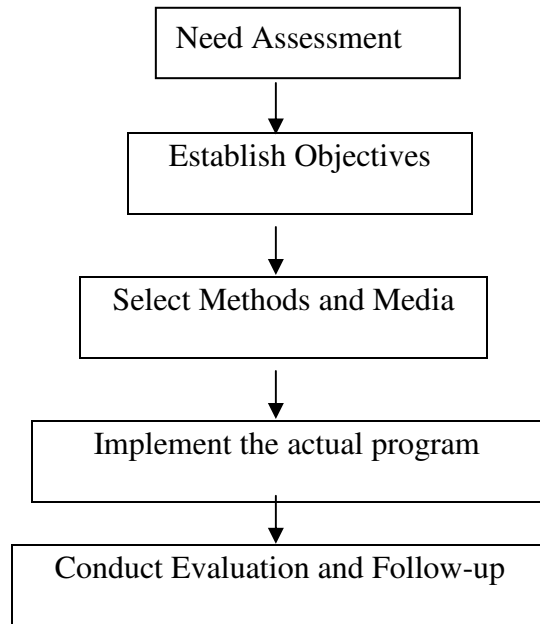 Need Assessment
Establish Objectives
Select Methods and Media
Implement the actual program
Conduct Evaluation and Follow-up